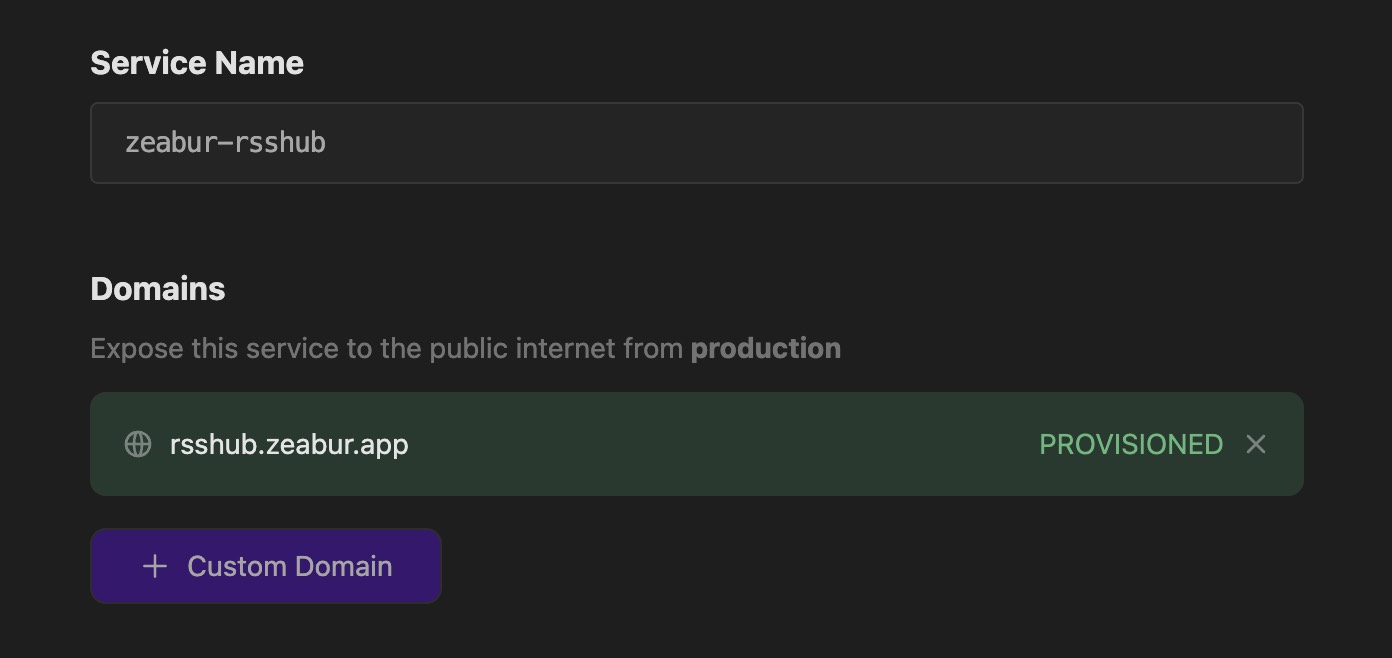 Service Name
zeabur-rsshub
Domains
Expose this service to the public internet from production
rsshub.zeabur.app PROVISIONED
Custom Domain